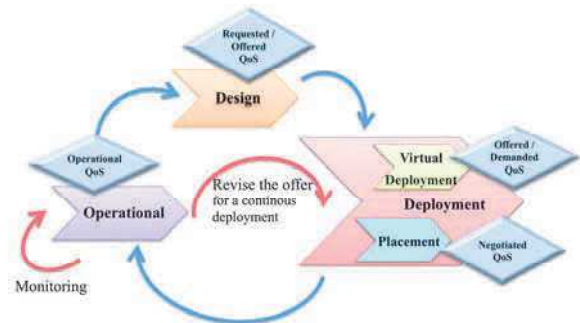 Requested /
Offered
QoS
Design
Operational
QoS
Operational
Revise the offer
for a continous
deployment
Virtual
Deployment
Offered /
Demanded
QoS
Deployment
Placement
Negotiated
QoS
Monitoring